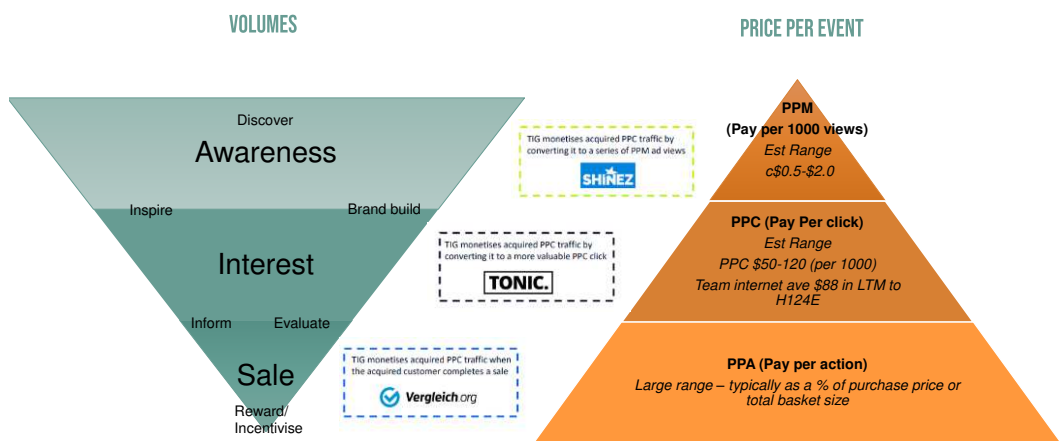 VOLUMES
PRICE PER EVENT
Discover
Awareness
Inspire
Brand build
Interest
Inform
Evaluate
Sale
Reward/
Incentivise
TIG monetises acquired PPC traffic by
converting it to a series of PPM ad views
SHINEZ
TIG monetises acquired PPC traffic by
converting it to a more valuable PPC click
TONIC.
TIG monetises acquired PPC traffic when
the acquired customer completes a sale
Vergleich.org
PPM
(Pay per 1000 views)
Est Range
c$0.5-$2.0
PPC (Pay Per click)
Est Range
PPC $50-120 (per 1000)
Team internet ave $88 in LTM to
H124E
PPA (Pay per action)
Large range – typically as a % of purchase price or
total basket size